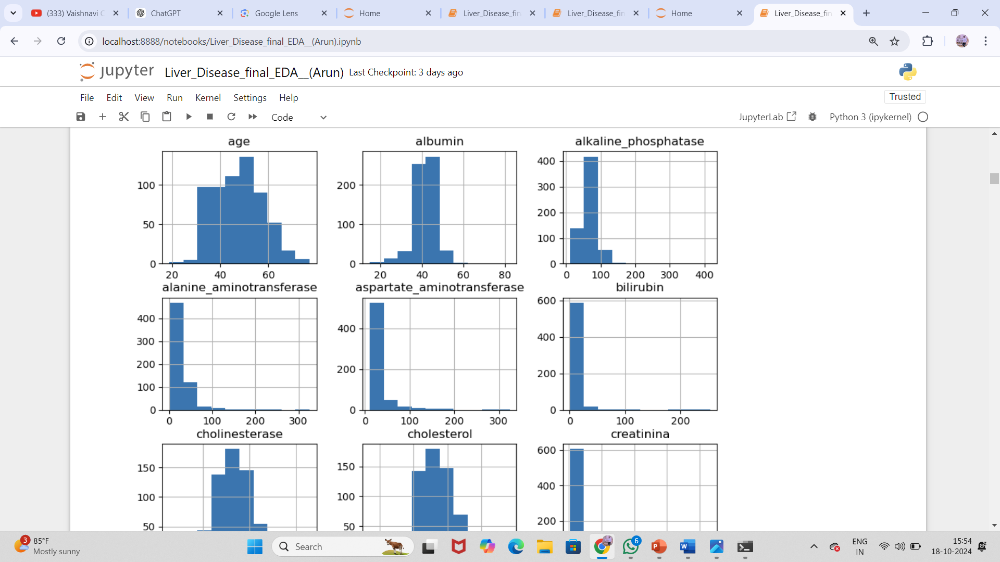 (333) Vaishnavi C
ChatGPT
Google Lens
Home
Liver_Disease_fin
Liver_Disease_fin
Home
Liver_Disease_fin
localhost:8888/notebooks/Liver_Disease_final_EDA__(Arun).ipynb
jupyter Liver_Disease_final_EDA__(Arun) Last Checkpoint: 3 days ago
File Edit View Run Kernel Settings Help
Trusted
Code
JupyterLab
Python 3 (ipykernel)
age
100
50
0
20 40 60
albumin
200
100
0
20 40 60 80
alkaline_phosphatase
400
300
200
100
0
0 100 200 300 400
alanine_aminotransferase
400
300
200
100
0
0 100 200 300
aspartate_aminotransferase
400
200
0
0 100 200 300
bilirubin
600
400
200
0
0 100 200
cholinesterase
150
100
50
cholesterol
150
100
50
creatinina
600
400
200
3
85°F
Mostly sunny
Search
6
P
W
ENG
IN
15:54
18-10-2024